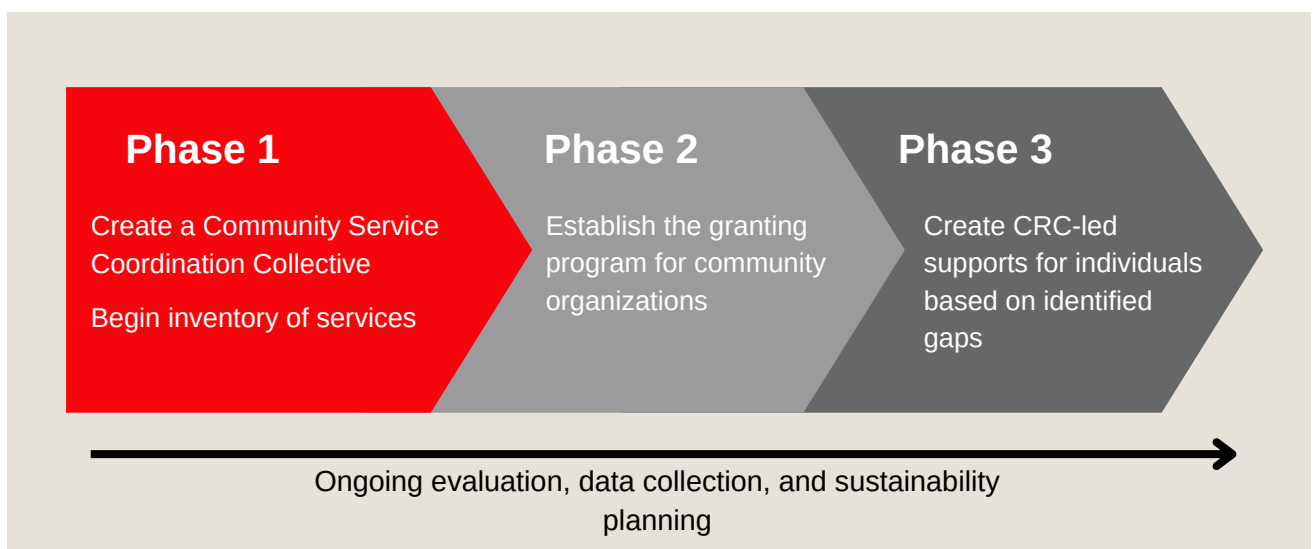 Phase 1
Create a Community Service
Coordination Collective
Begin inventory of services
Phase 2
Establish the granting
program for community
organizations
Phase 3
Create CRC-led
supports for individuals
based on identified
gaps
Ongoing evaluation, data collection, and sustainability
planning